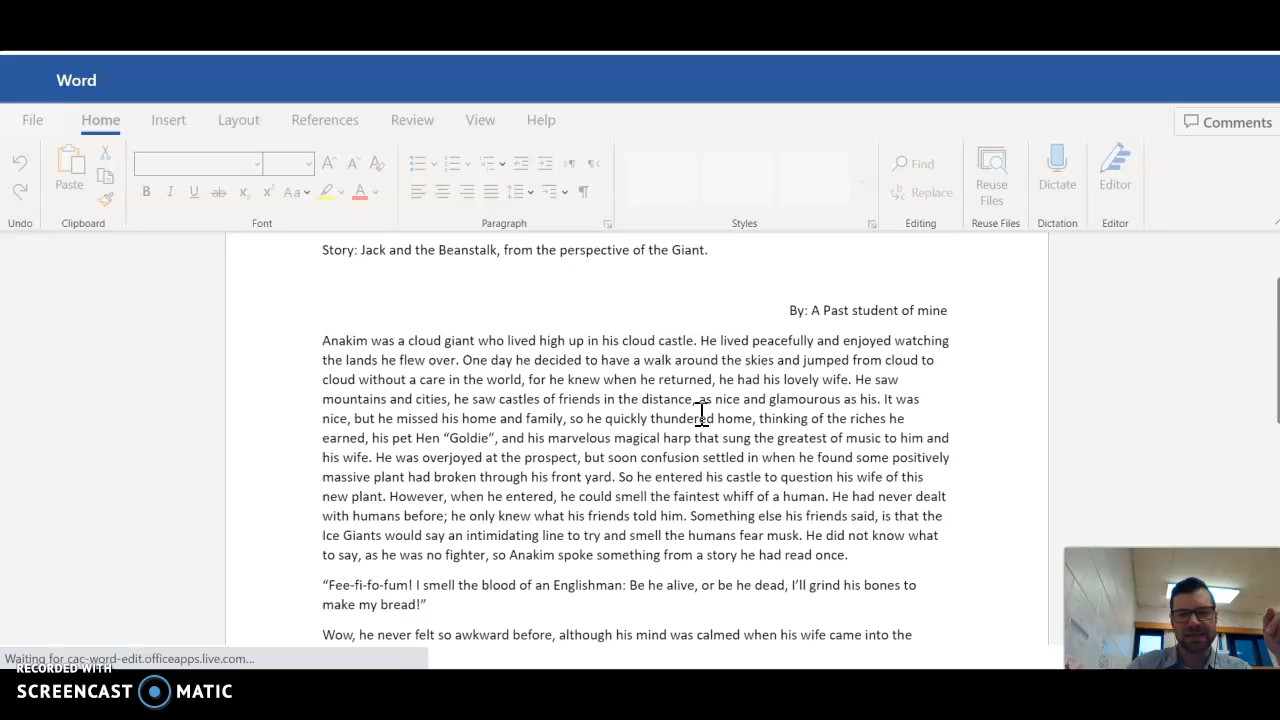 Word
File Home Insert Layout References Review View Help Comments
Paste Find Replace Reuse Files Dictate Editor
Undo Clipboard Font Paragraph Styles Editing Reuse Files Dictation Editor
Story: Jack and the Beanstalk, from the perspective of the Giant.
By: A Past student of mine
Anakim was a cloud giant who lived high up in his cloud castle. He lived peacefully and enjoyed watching
the lands he flew over. One day he decided to have a walk around the skies and jumped from cloud to
cloud without a care in the world, for he knew when he returned, he had his lovely wife. He saw
mountains and cities, he saw castles of friends in the distance, as nice and glamourous as his. It was
nice, but he missed his home and family, so he quickly thundered home, thinking of the riches he
earned, his pet Hen “Goldie”, and his marvelous magical harp that sung the greatest of music to him and
his wife. He was overjoyed at the prospect, but soon confusion settled in when he found some positively
massive plant had broken through his front yard. So he entered his castle to question his wife of this
new plant. However, when he entered, he could smell the faintest whiff of a human. He had never dealt
with humans before; he only knew what his friends told him. Something else his friends said, is that the
Ice Giants would say an intimidating line to try and smell the humans fear musk. He did not know what
to say, as he was no fighter, so Anakim spoke something from a story he had read once.
“Fee-fi-fo-fum! I smell the blood of an Englishman: Be he alive, or be he dead, I’ll grind his bones to
make my bread!”
Wow, he never felt so awkward before, although his mind was calmed when his wife came into the
Waiting for cac-word-edit.officeapps.live.com...
RECORDED WITH
SCREENCAST MATIC